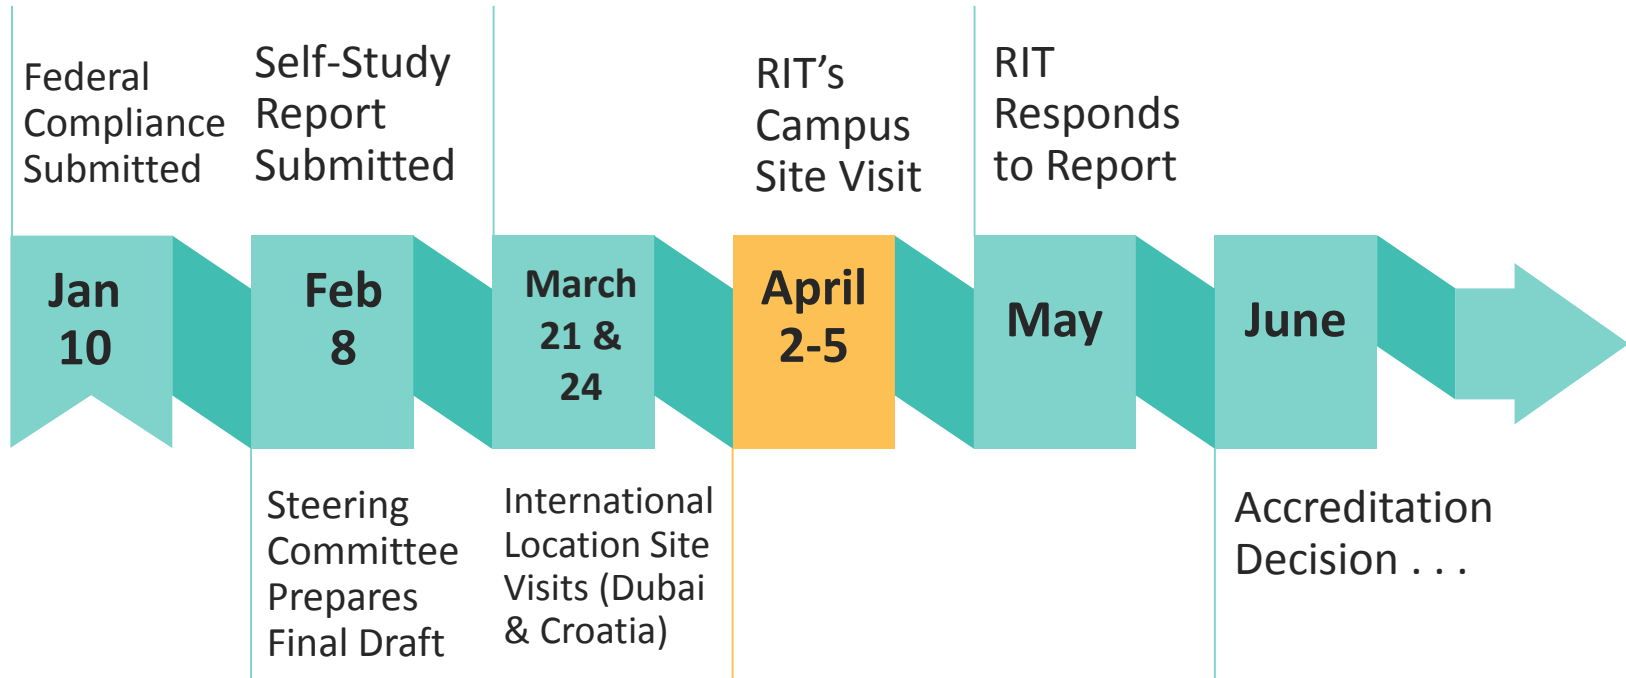 Federal
Compliance
Submitted
Self-Study
Report
Submitted
RIT’s
Campus
Site Visit
RIT
Responds
to Report
Jan
10
Feb
8
March
21 &
24
April
2-5
May
June
Steering
Committee
Prepares
Final Draft
International
Location Site
Visits (Dubai
& Croatia)
Accreditation
Decision . . .